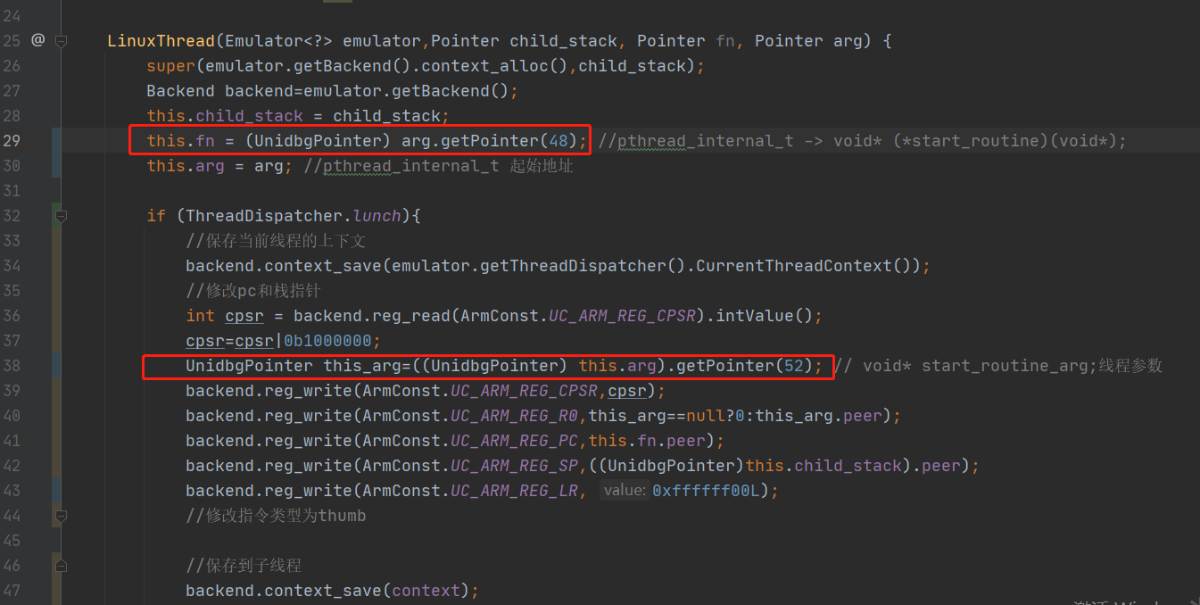 24
25 @ LinuxThread(Emulator<?> emulator,Pointer child_stack, Pointer fn, Pointer arg) {
26 super(emulator.getBackend().context_alloc(),child_stack);
27 Backend backend=emulator.getBackend();
28 this.child_stack = child_stack;
29 this.fn = (UnidbgPointer) arg.getPointer(48); //pthread_internal_t -> void* (*start_routine)(void*);
30 this.arg = arg; //pthread_internal_t 起始地址
31
32 if (ThreadDispatcher.lunch){
33 //保存当前线程的上下文
34 backend.context_save(emulator.getThreadDispatcher().CurrentThreadContext());
35 //修改pc和栈指针
36 int cpsr = backend.reg_read(ArmConst.UC_ARM_REG_CPSR).intValue();
37 cpsr=cpsr|0b1000000;
38 UnidbgPointer this_arg=((UnidbgPointer) this.arg).getPointer(52); // void* start_routine_arg;线程参数
39 backend.reg_write(ArmConst.UC_ARM_REG_CPSR,cpsr);
40 backend.reg_write(ArmConst.UC_ARM_REG_R0,this_arg==null?0:this_arg.peer);
41 backend.reg_write(ArmConst.UC_ARM_REG_PC,this.fn.peer);
42 backend.reg_write(ArmConst.UC_ARM_REG_SP,((UnidbgPointer)this.child_stack).peer);
43 backend.reg_write(ArmConst.UC_ARM_REG_LR, value: 0xffffff00L);
44 //修改指令类型为thumb
45
46 //保存到子线程
47 backend.context_save(context);